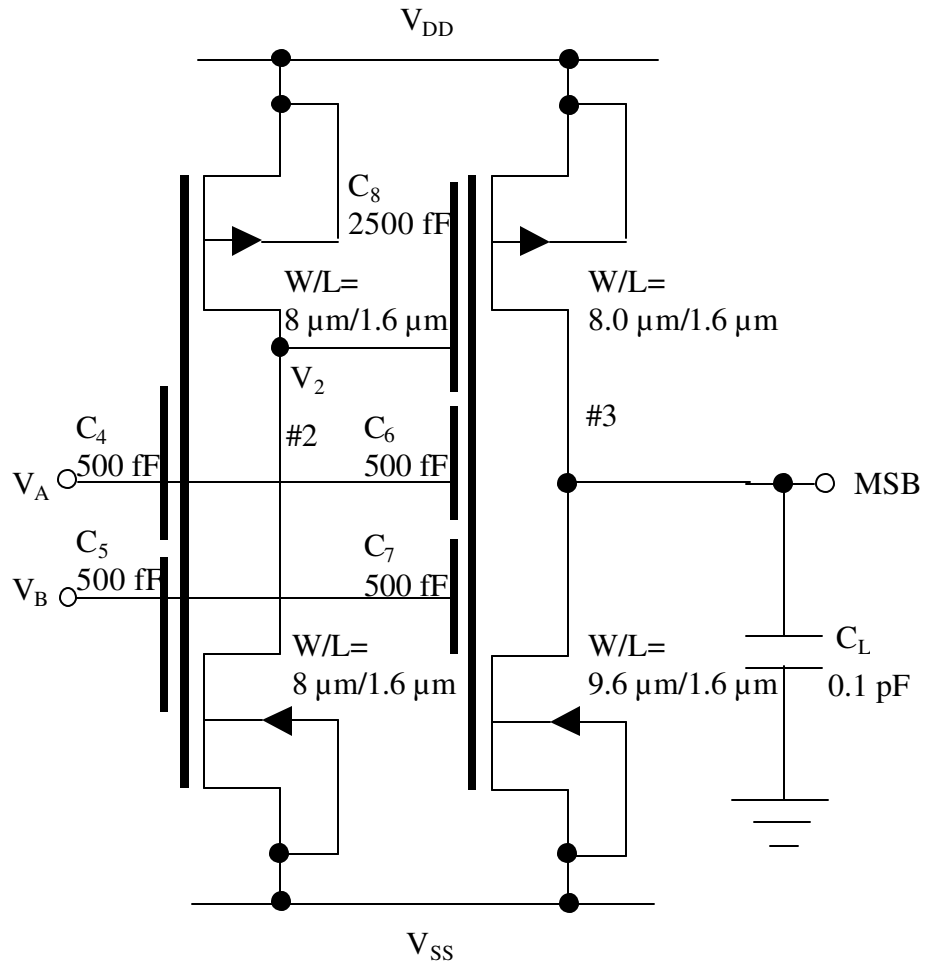 V_DD
C_8
2500 fF
W/L=
8 µm/1.6 µm
W/L=
8.0 µm/1.6 µm
V_2
#3
C_4
500 fF
#2
C_6
500 fF
V_A
MSB
C_5
500 fF
C_7
500 fF
V_B
W/L=
8 µm/1.6 µm
W/L=
9.6 µm/1.6 µm
C_L
0.1 pF
V_SS